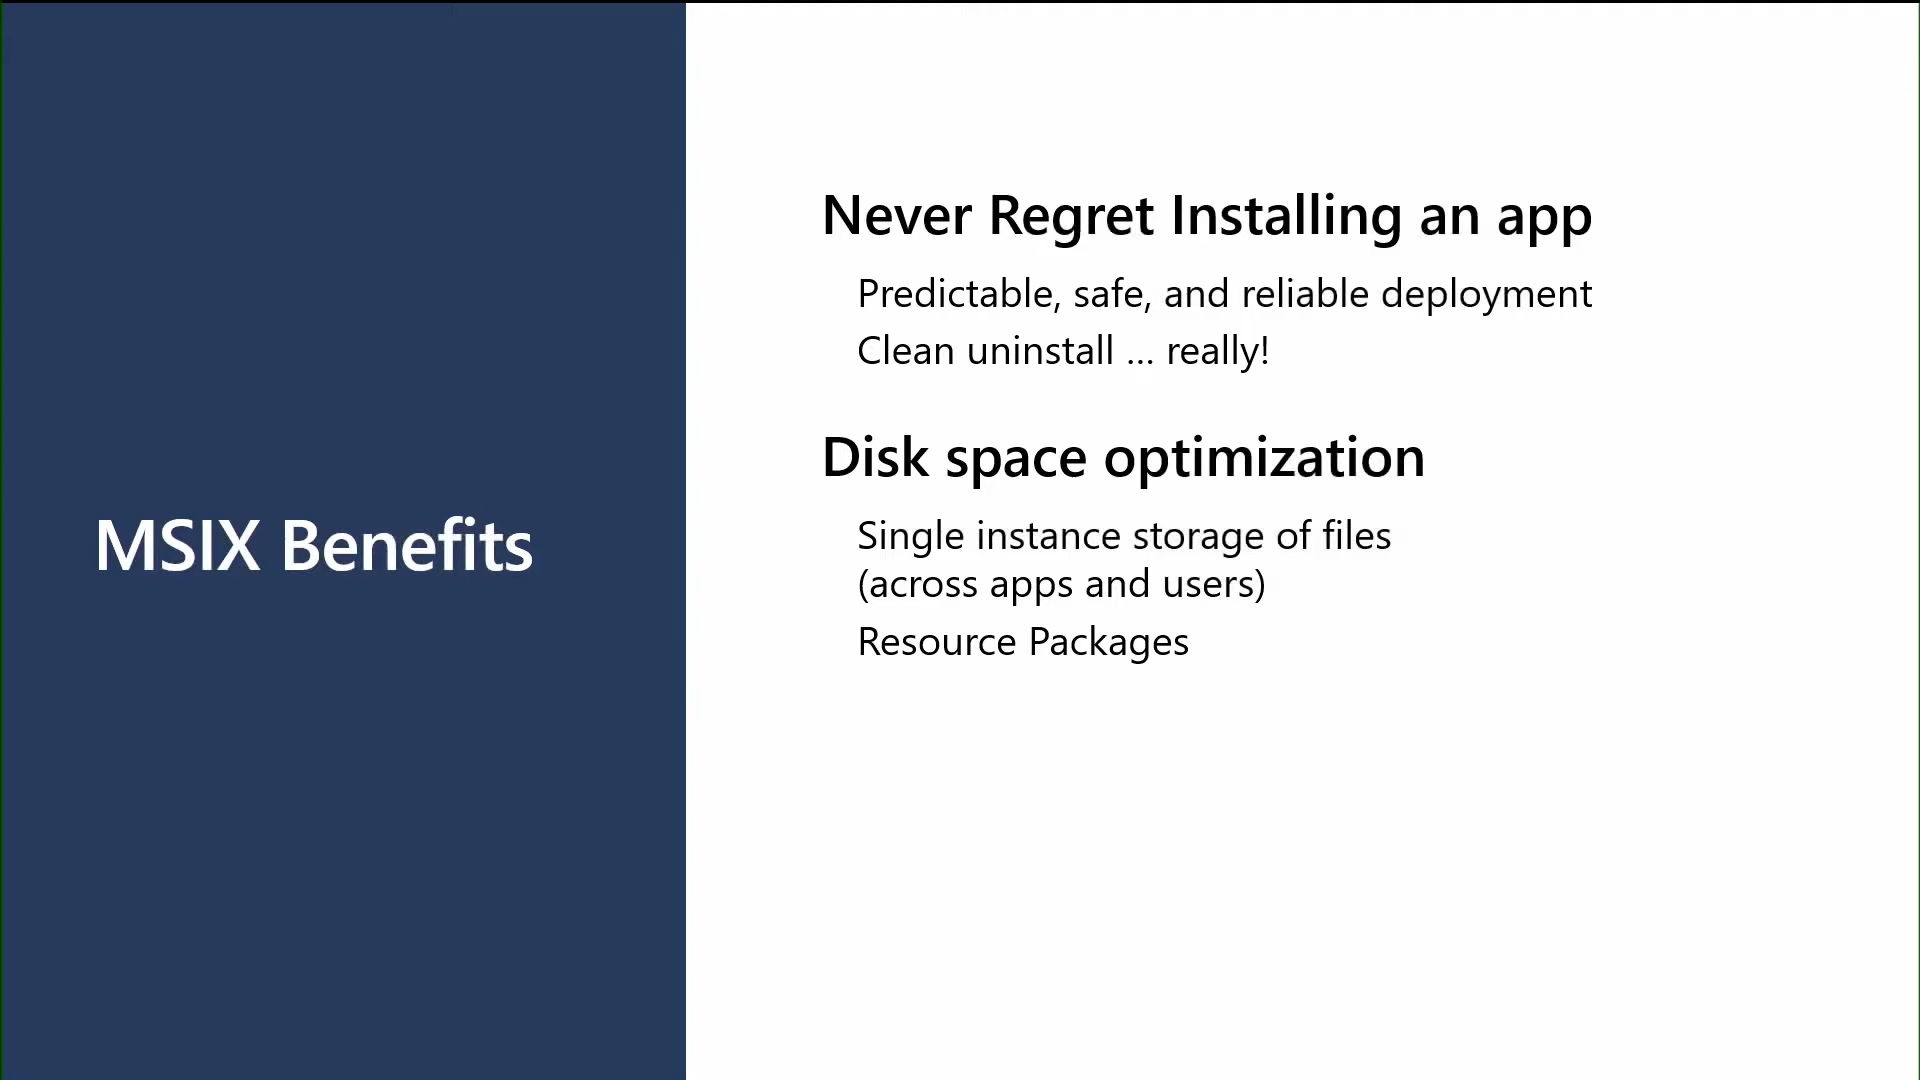 MSIX Benefits
Never Regret Installing an app
Predictable, safe, and reliable deployment
Clean uninstall ... really!
Disk space optimization
Single instance storage of files
(across apps and users)
Resource Packages